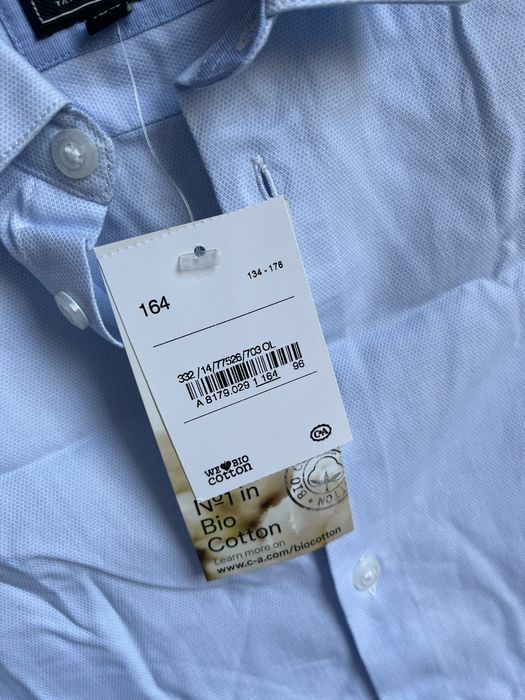 164
134 - 176
332 /14/77526/703 OL
A 8179.029 1 164 96
WE BIO
cotton
C&A
Nº1 in
Bio
Cotton
Learn more on
www.c-a.com/biocotton
BIO